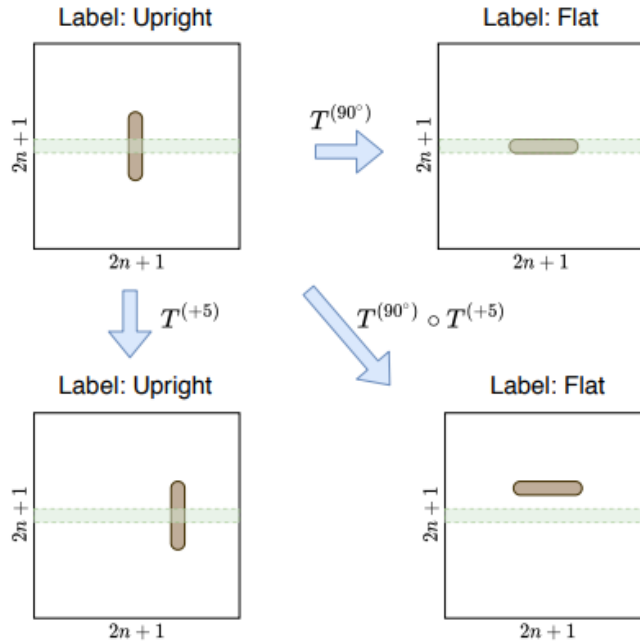 Label: Upright
Label: Flat
2n + 1
T^(90°)
2n + 1
2n + 1
2n + 1
T^(+5)
T^(90°) ∘ T^(+5)
Label: Upright
Label: Flat
2n + 1
2n + 1
2n + 1
2n + 1